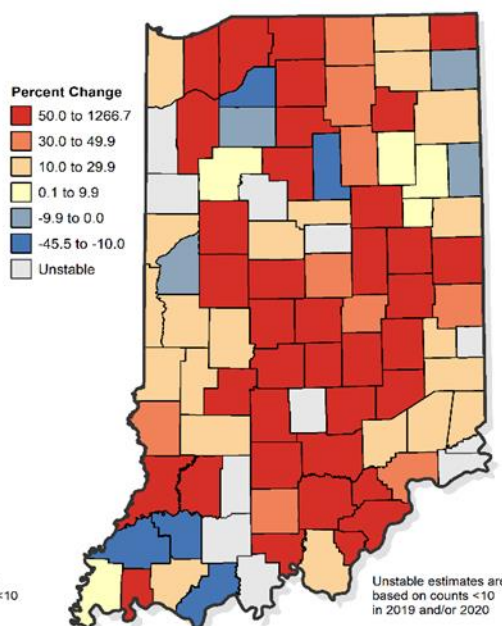 Percent Change
50.0 to 1266.7
30.0 to 49.9
10.0 to 29.9
0.1 to 9.9
-9.9 to 0.0
-45.5 to -10.0
Unstable
<10
Unstable estimates are
based on counts <10
in 2019 and/or 2020